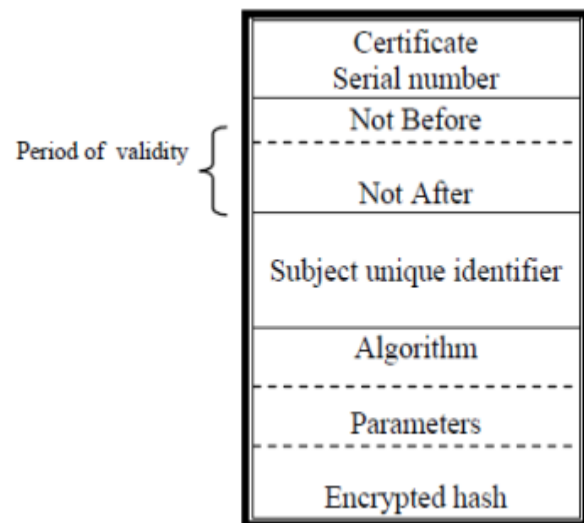 Certificate
Serial number
Not Before
Period of validity
Not After
Subject unique identifier
Algorithm
Parameters
Encrypted hash